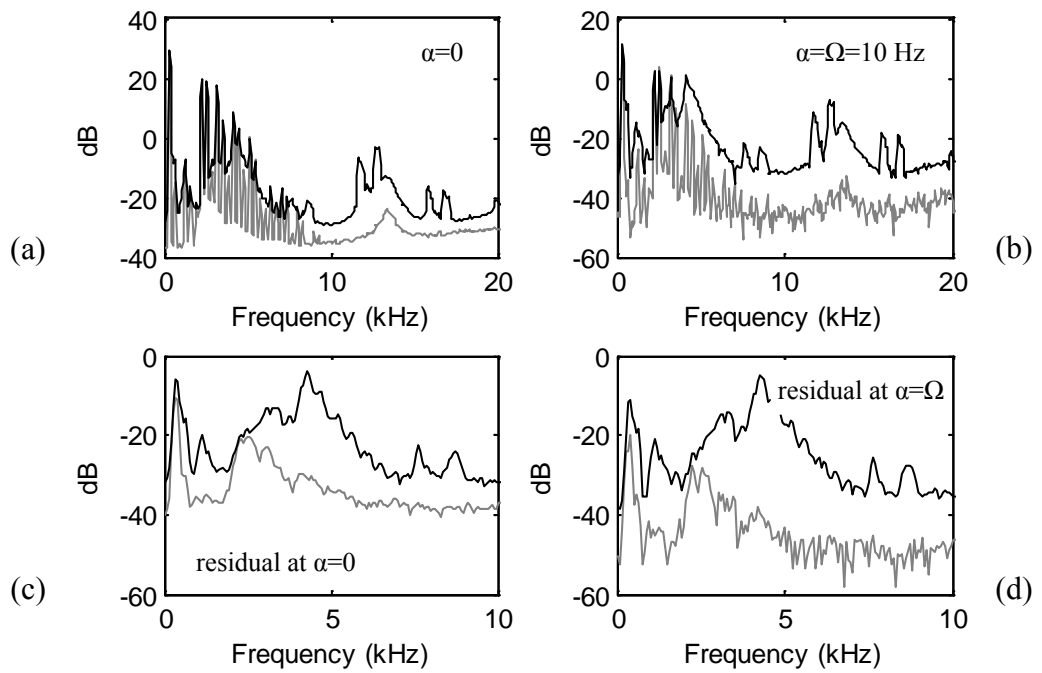 (a)
dB
40
20
0
-20
-40
α=0
0
10
20
Frequency (kHz)
dB
20
0
-20
-40
-60
α=Ω=10 Hz
0
10
20
Frequency (kHz)
(b)
(c)
dB
0
-20
-40
-60
residual at α=0
0
5
10
Frequency (kHz)
dB
0
-20
-40
-60
residual at α=Ω
0
5
10
Frequency (kHz)
(d)